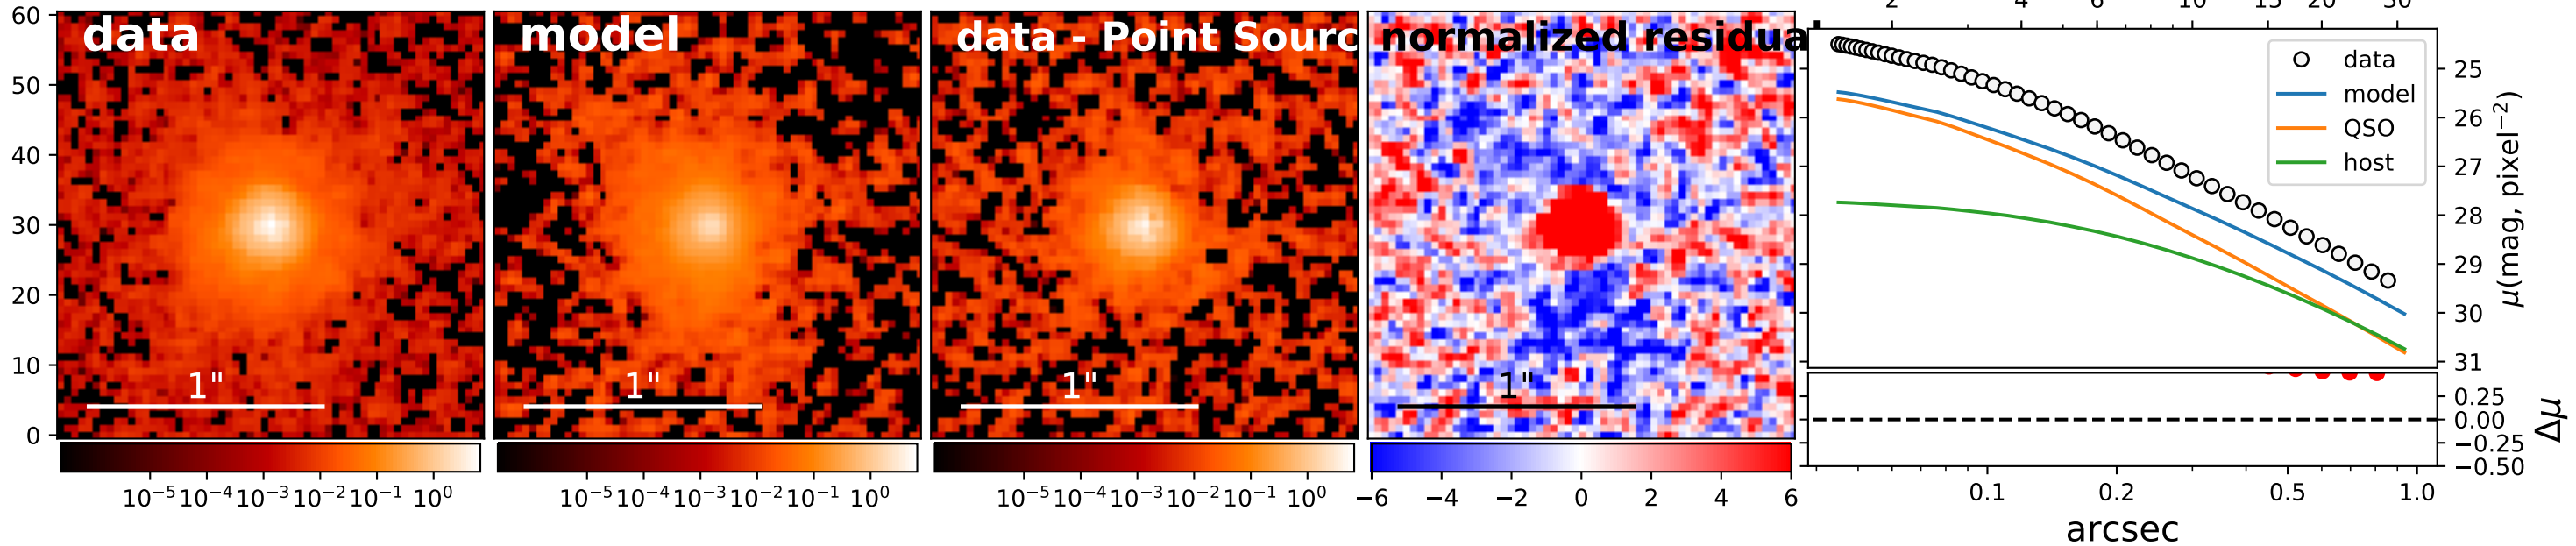 data
model
data - Point Sourc
normalized residua
60
50
40
30
20
10
0
1"
1"
1"
1"
10⁻⁵ 10⁻⁴ 10⁻³ 10⁻² 10⁻¹ 10⁰
10⁻⁵ 10⁻⁴ 10⁻³ 10⁻² 10⁻¹ 10⁰
10⁻⁵ 10⁻⁴ 10⁻³ 10⁻² 10⁻¹ 10⁰
−6 −4 −2 0 2 4 6
2 4 6 10 15 20 30
data
model
QSO
host
25
26
27
28
29
30
31
μ(mag, pixel⁻²)
0.25
0.00
−0.25
−0.50
Δμ
0.1 0.2 0.5 1.0
arcsec